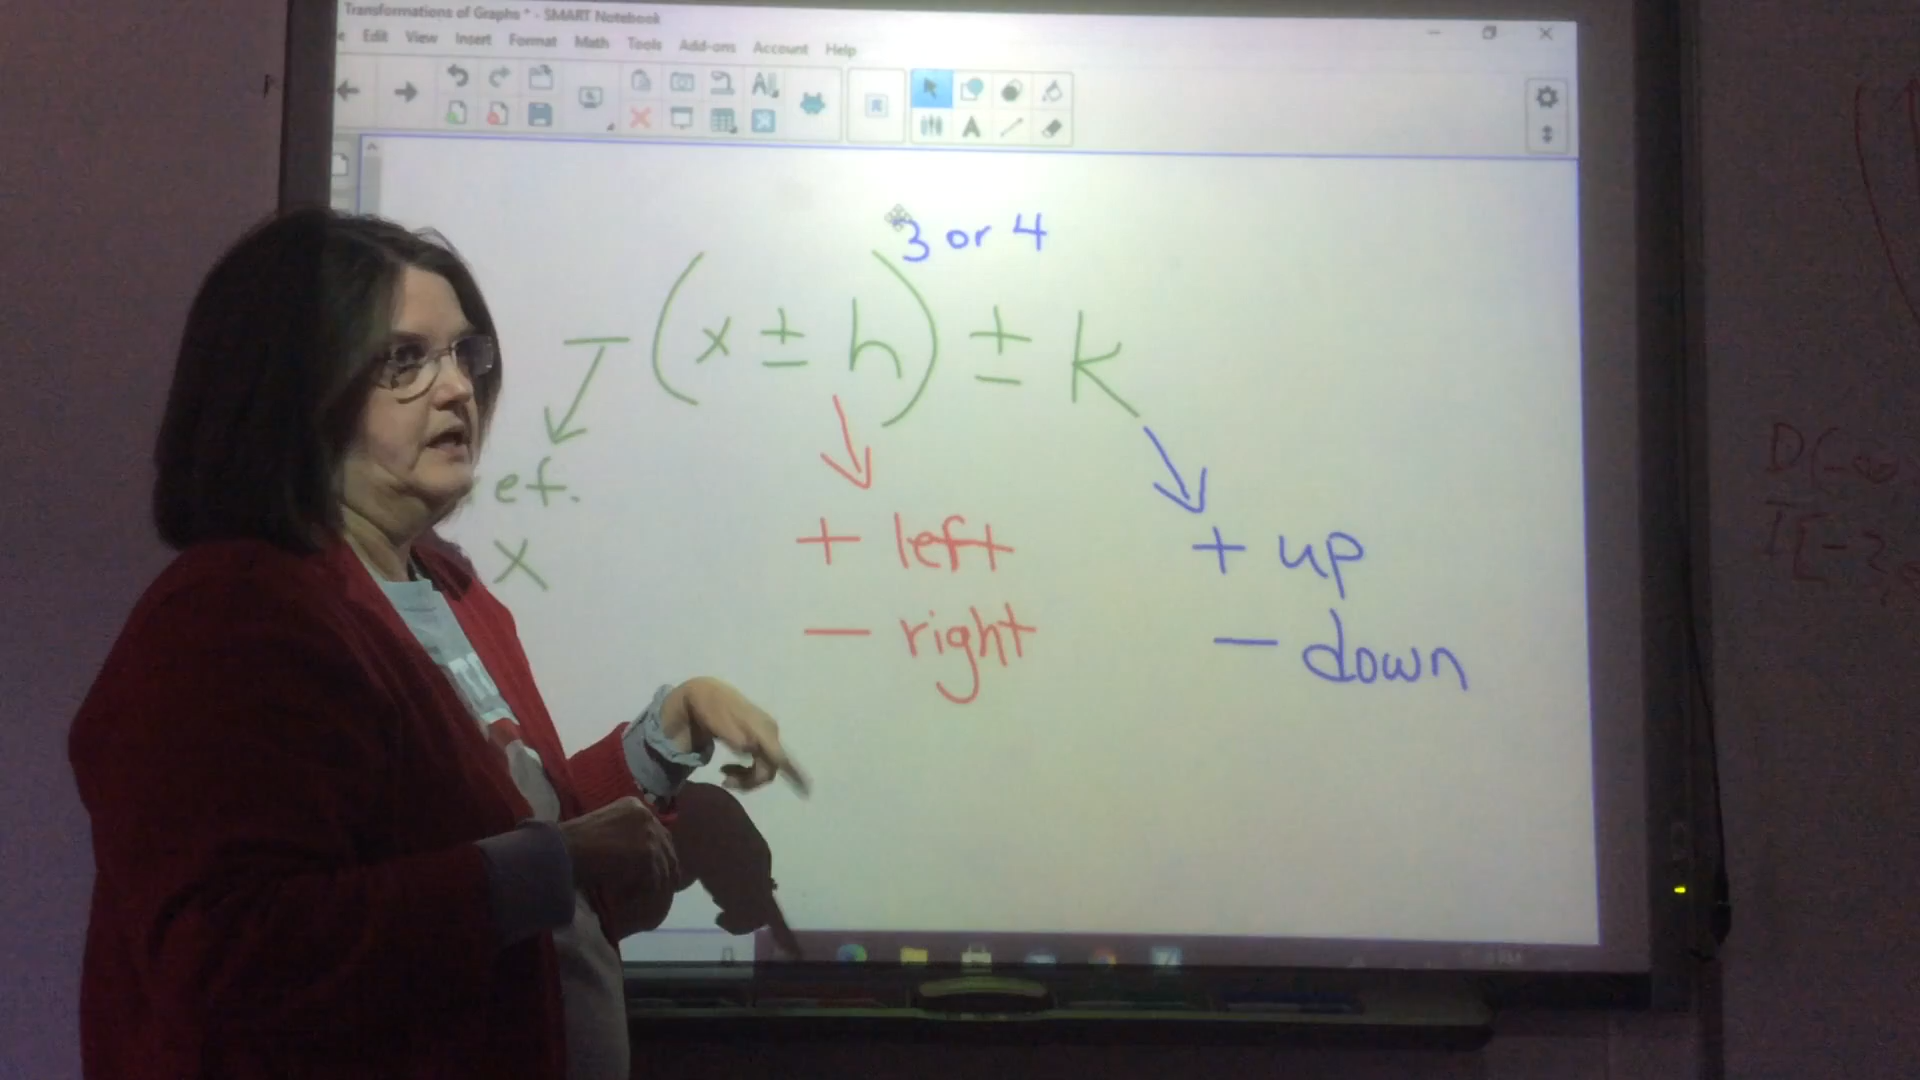 Transformations of Graphs * - SMART Notebook
e Edit View Insert Format Math Tools Add-ons Account Help
3 or 4
(x ± h) ± k
ef.
x
+ left
- right
+ up
- down